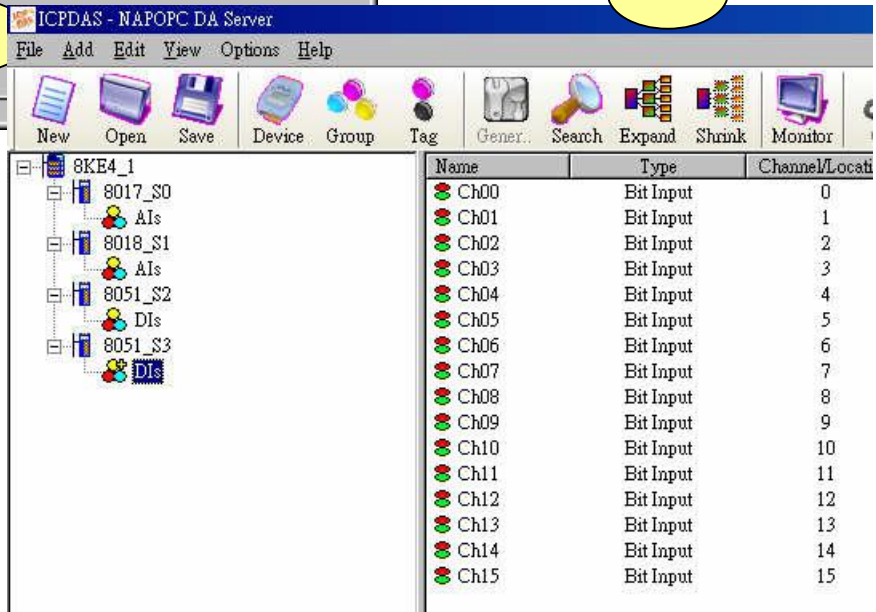 ICPDAS - NAPOPC DA Server
File Add Edit View Options Help
New Open Save Device Group Tag Gener.. Search Expand Shrink Monitor
8KE4_1
8017_S0
AIs
8018_S1
AIs
8051_S2
DIs
8051_S3
DIs
Name Type Channel/Locati
Ch00 Bit Input 0
Ch01 Bit Input 1
Ch02 Bit Input 2
Ch03 Bit Input 3
Ch04 Bit Input 4
Ch05 Bit Input 5
Ch06 Bit Input 6
Ch07 Bit Input 7
Ch08 Bit Input 8
Ch09 Bit Input 9
Ch10 Bit Input 10
Ch11 Bit Input 11
Ch12 Bit Input 12
Ch13 Bit Input 13
Ch14 Bit Input 14
Ch15 Bit Input 15